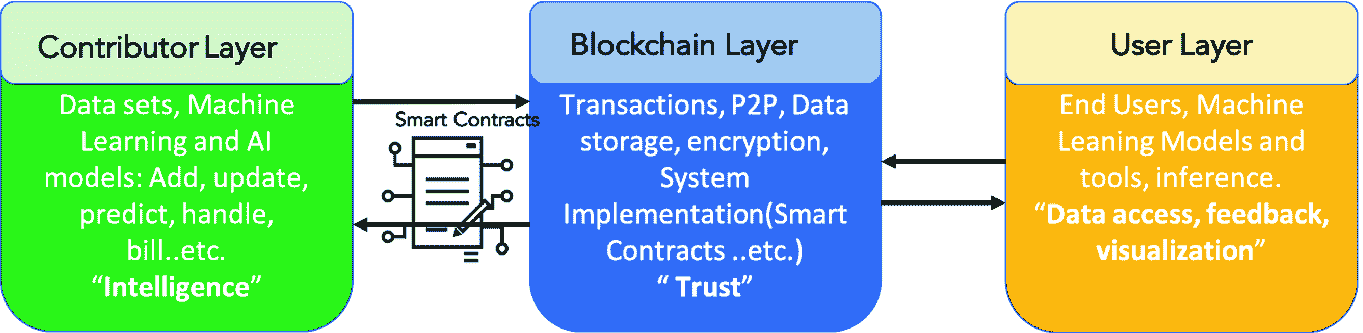 Contributor Layer
Data sets, Machine
Learning and AI
models: Add, update,
predict, handle,
bill..etc.
“Intelligence”
Smart Contracts
Blockchain Layer
Transactions, P2P, Data
storage, encryption,
System
Implementation(Smart
Contracts ..etc.)
“ Trust”
User Layer
End Users, Machine
Leaning Models and
tools, inference.
“Data access, feedback,
visualization”